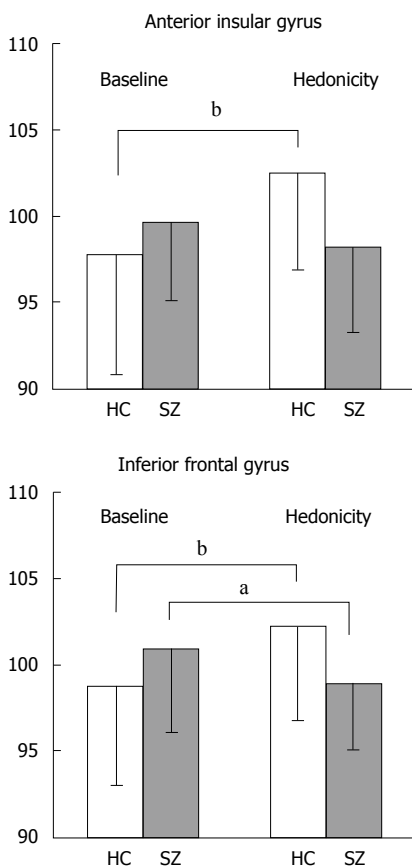 Anterior insular gyrus
110
Baseline Hedonicity
105
b
100
95
90
HC SZ HC SZ
Inferior frontal gyrus
110
Baseline Hedonicity
b
105
a
100
95
90
HC SZ HC SZ